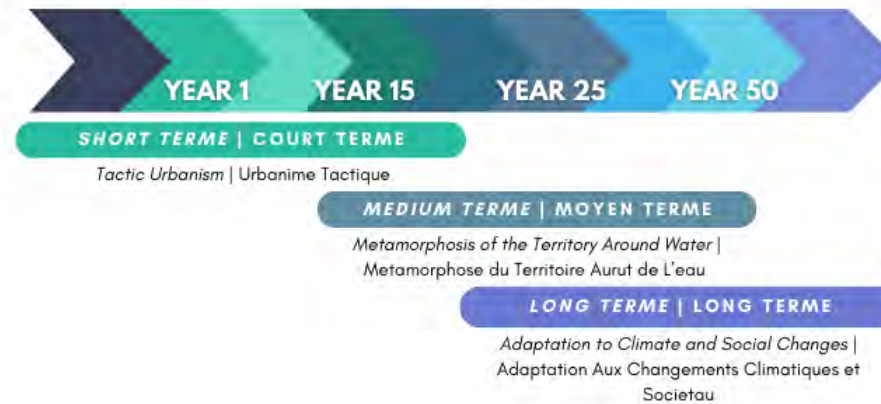 YEAR 1 YEAR 15 YEAR 25 YEAR 50
SHORT TERME | COURT TERME
Tactic Urbanism | Urbanime Tactique
MEDIUM TERME | MOYEN TERME
Metamorphosis of the Territory Around Water |
Metamorphose du Territoire Aurut de L'eau
LONG TERME | LONG TERME
Adaptation to Climate and Social Changes |
Adaptation Aux Changements Climatiques et
Societau